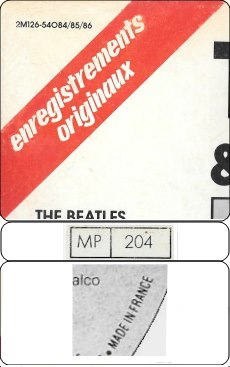 2M126-54084/85/86
enregistrements
originaux
&
THE BEATLES
MP 204
alco
• MADE IN FRANCE